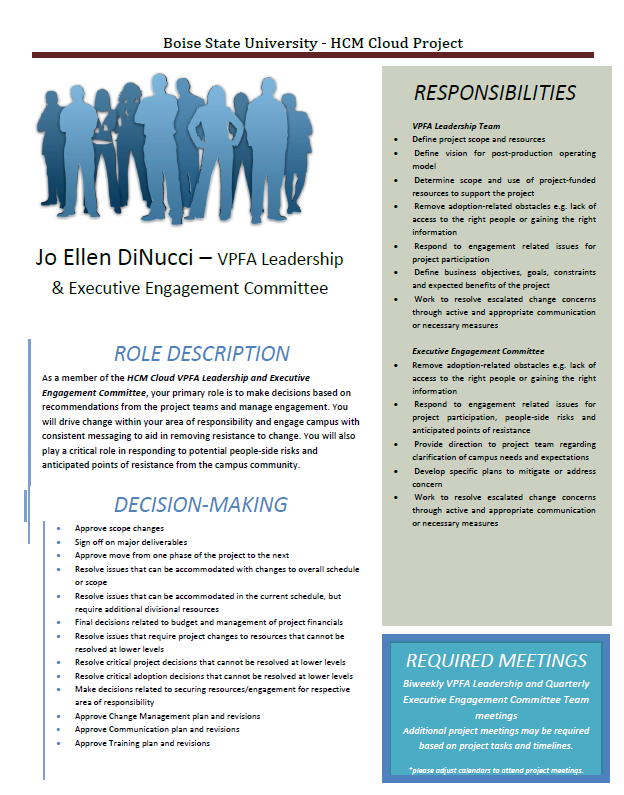 Boise State University - HCM Cloud Project
Jo Ellen DiNucci – VPFA Leadership
& Executive Engagement Committee
ROLE DESCRIPTION
As a member of the HCM Cloud VPFA Leadership and Executive
Engagement Committee, your primary role is to make decisions based on
recommendations from the project teams and manage engagement. You
will drive change within your area of responsibility and engage campus with
consistent messaging to aid in removing resistance to change. You will also
play a critical role in responding to potential people-side risks and
anticipated points of resistance from the campus community.
DECISION-MAKING
• Approve scope changes
• Sign off on major deliverables
• Approve move from one phase of the project to the next
• Resolve issues that can be accommodated with changes to overall schedule
or scope
• Resolve issues that can be accommodated in the current schedule, but
require additional divisional resources
• Final decisions related to budget and management of project financials
• Resolve issues that require project changes to resources that cannot be
resolved at lower levels
• Resolve critical project decisions that cannot be resolved at lower levels
• Resolve critical adoption decisions that cannot be resolved at lower levels
• Make decisions related to securing resources/engagement for respective
area of responsibility
• Approve Change Management plan and revisions
• Approve Communication plan and revisions
• Approve Training plan and revisions
RESPONSIBILITIES
VPFA Leadership Team
• Define project scope and resources
• Define vision for post-production operating
model
• Determine scope and use of project-funded
resources to support the project
• Remove adoption-related obstacles e.g. lack of
access to the right people or gaining the right
information
• Respond to engagement related issues for
project participation
• Define business objectives, goals, constraints
and expected benefits of the project
• Work to resolve escalated change concerns
through active and appropriate communication
or necessary measures
Executive Engagement Committee
• Remove adoption-related obstacles e.g. lack of
access to the right people or gaining the right
information
• Respond to engagement related issues for
project participation, people-side risks and
anticipated points of resistance
• Provide direction to project team regarding
clarification of campus needs and expectations
• Develop specific plans to mitigate or address
concern
• Work to resolve escalated change concerns
through active and appropriate communication
or necessary measures
REQUIRED MEETINGS
Biweekly VPFA Leadership and Quarterly
Executive Engagement Committee Team
meetings
Additional project meetings may be required
based on project tasks and timelines.
*please adjust calendars to attend project meetings.